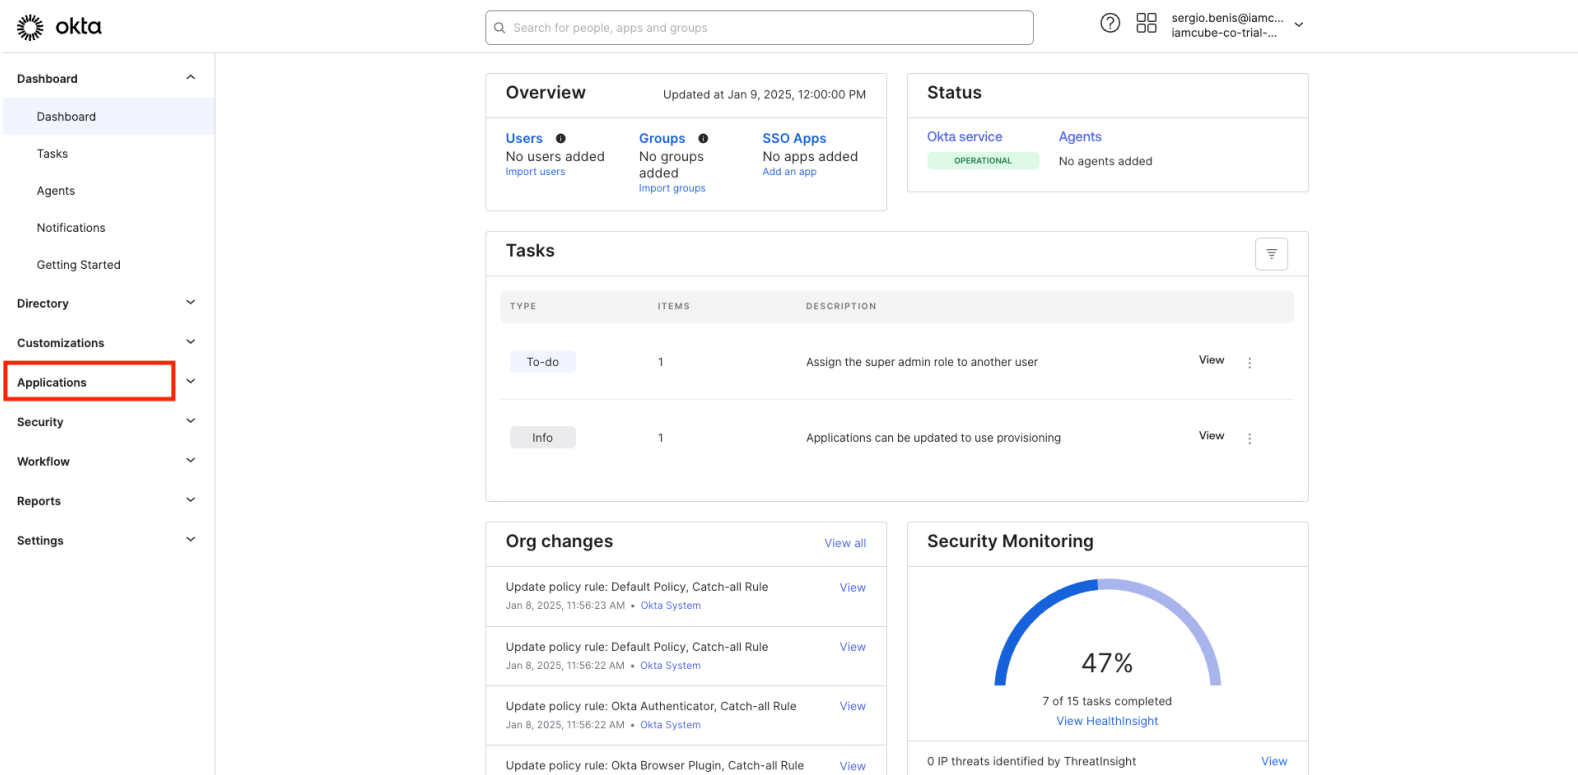 okta
Search for people, apps and groups
sergio.benis@iamc...
iamcube-co-trial-...
Dashboard
Dashboard
Tasks
Agents
Notifications
Getting Started
Directory
Customizations
Applications
Security
Workflow
Reports
Settings
Overview
Updated at Jan 9, 2025, 12:00:00 PM
Users
No users added
Import users
Groups
No groups
added
Import groups
SSO Apps
No apps added
Add an app
Status
Okta service
OPERATIONAL
Agents
No agents added
Tasks
TYPE ITEMS DESCRIPTION
To-do 1 Assign the super admin role to another user View
Info 1 Applications can be updated to use provisioning View
Org changes View all
Update policy rule: Default Policy, Catch-all Rule View
Jan 8, 2025, 11:56:23 AM • Okta System
Update policy rule: Default Policy, Catch-all Rule View
Jan 8, 2025, 11:56:22 AM • Okta System
Update policy rule: Okta Authenticator, Catch-all Rule View
Jan 8, 2025, 11:56:22 AM • Okta System
Update policy rule: Okta Browser Plugin, Catch-all Rule View
Security Monitoring
47%
7 of 15 tasks completed
View HealthInsight
0 IP threats identified by ThreatInsight View